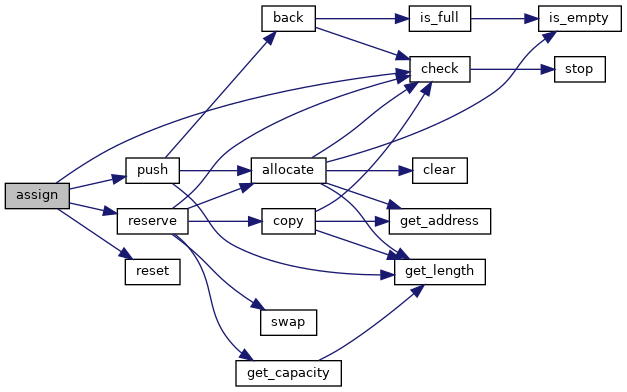 back
is_full
is_empty
check
stop
push
allocate
clear
assign
reserve
copy
get_address
reset
get_length
swap
get_capacity